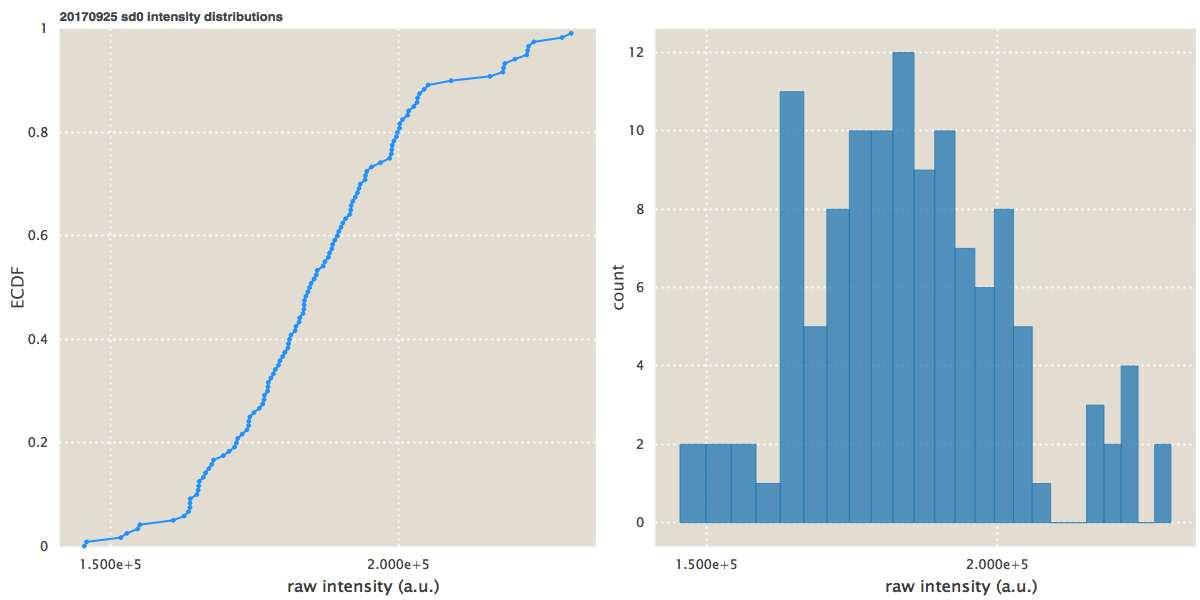 20170925 sd0 intensity distributions
1
0.8
0.6
0.4
0.2
0
ECDF
1.500e+5 2.000e+5
raw intensity (a.u.)
12
10
8
6
4
2
0
count
1.500e+5 2.000e+5
raw intensity (a.u.)